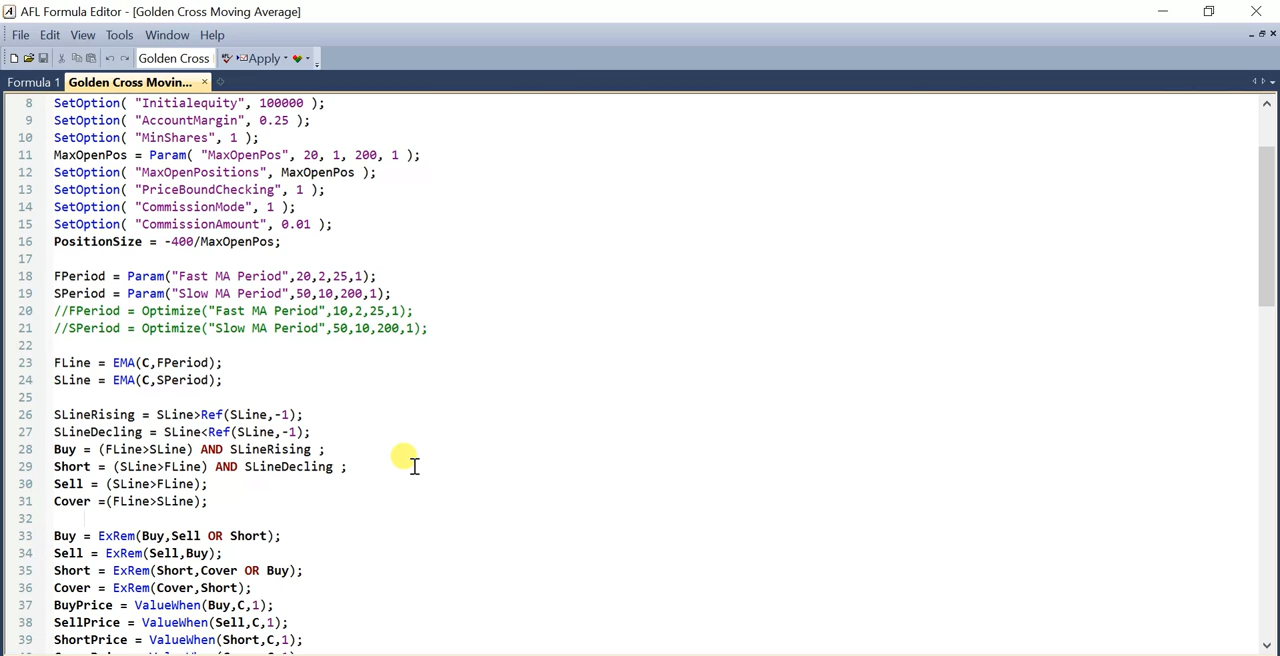 AFL Formula Editor - [Golden Cross Moving Average]
File Edit View Tools Window Help
Golden Cross Apply
Formula 1 Golden Cross Movin...
8 SetOption( "Initialequity", 100000 );
9 SetOption( "AccountMargin", 0.25 );
10 SetOption( "MinShares", 1 );
11 MaxOpenPos = Param( "MaxOpenPos", 20, 1, 200, 1 );
12 SetOption( "MaxOpenPositions", MaxOpenPos );
13 SetOption( "PriceBoundChecking", 1 );
14 SetOption( "CommissionMode", 1 );
15 SetOption( "CommissionAmount", 0.01 );
16 PositionSize = -400/MaxOpenPos;
17
18 FPeriod = Param("Fast MA Period",20,2,25,1);
19 SPeriod = Param("Slow MA Period",50,10,200,1);
20 //FPeriod = Optimize("Fast MA Period",10,2,25,1);
21 //SPeriod = Optimize("Slow MA Period",50,10,200,1);
22
23 FLine = EMA(C,FPeriod);
24 SLine = EMA(C,SPeriod);
25
26 SLineRising = SLine>Ref(SLine,-1);
27 SLineDecling = SLine<Ref(SLine,-1);
28 Buy = (FLine>SLine) AND SLineRising ;
29 Short = (SLine>FLine) AND SLineDecling ;
30 Sell = (SLine>FLine);
31 Cover =(FLine>SLine);
32
33 Buy = ExRem(Buy,Sell OR Short);
34 Sell = ExRem(Sell,Buy);
35 Short = ExRem(Short,Cover OR Buy);
36 Cover = ExRem(Cover,Short);
37 BuyPrice = ValueWhen(Buy,C,1);
38 SellPrice = ValueWhen(Sell,C,1);
39 ShortPrice = ValueWhen(Short,C,1);